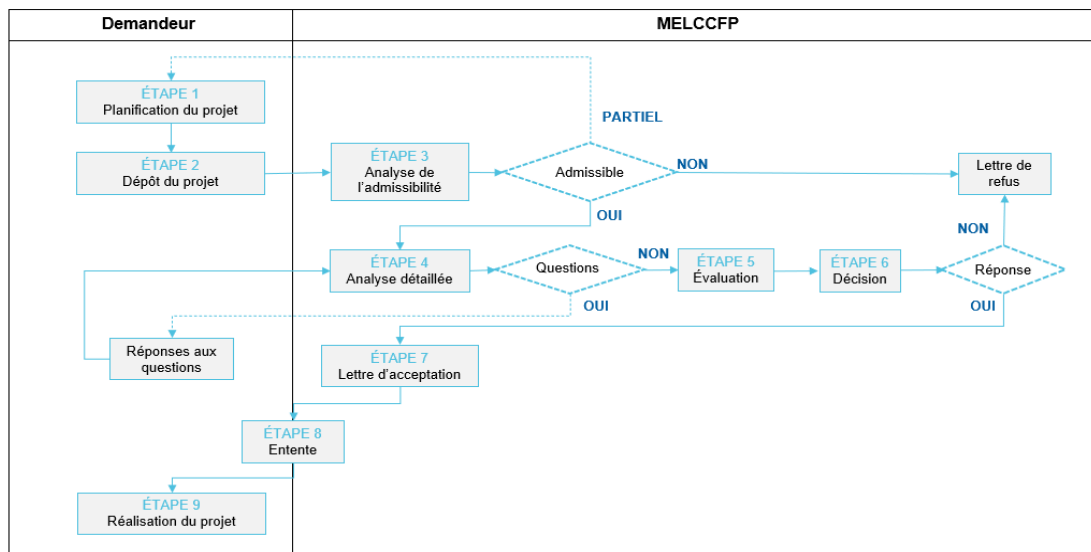 Demandeur
MELCCFP
ÉTAPE 1
Planification du projet
PARTIEL
ÉTAPE 2
Dépôt du projet
ÉTAPE 3
Analyse de
l'admissibilité
Admissible
NON
Lettre de
refus
OUI
NON
ÉTAPE 4
Analyse détaillée
Questions
NON
ÉTAPE 5
Évaluation
ÉTAPE 6
Décision
Réponse
OUI
OUI
Réponses aux
questions
ÉTAPE 7
Lettre d'acceptation
ÉTAPE 8
Entente
ÉTAPE 9
Réalisation du projet